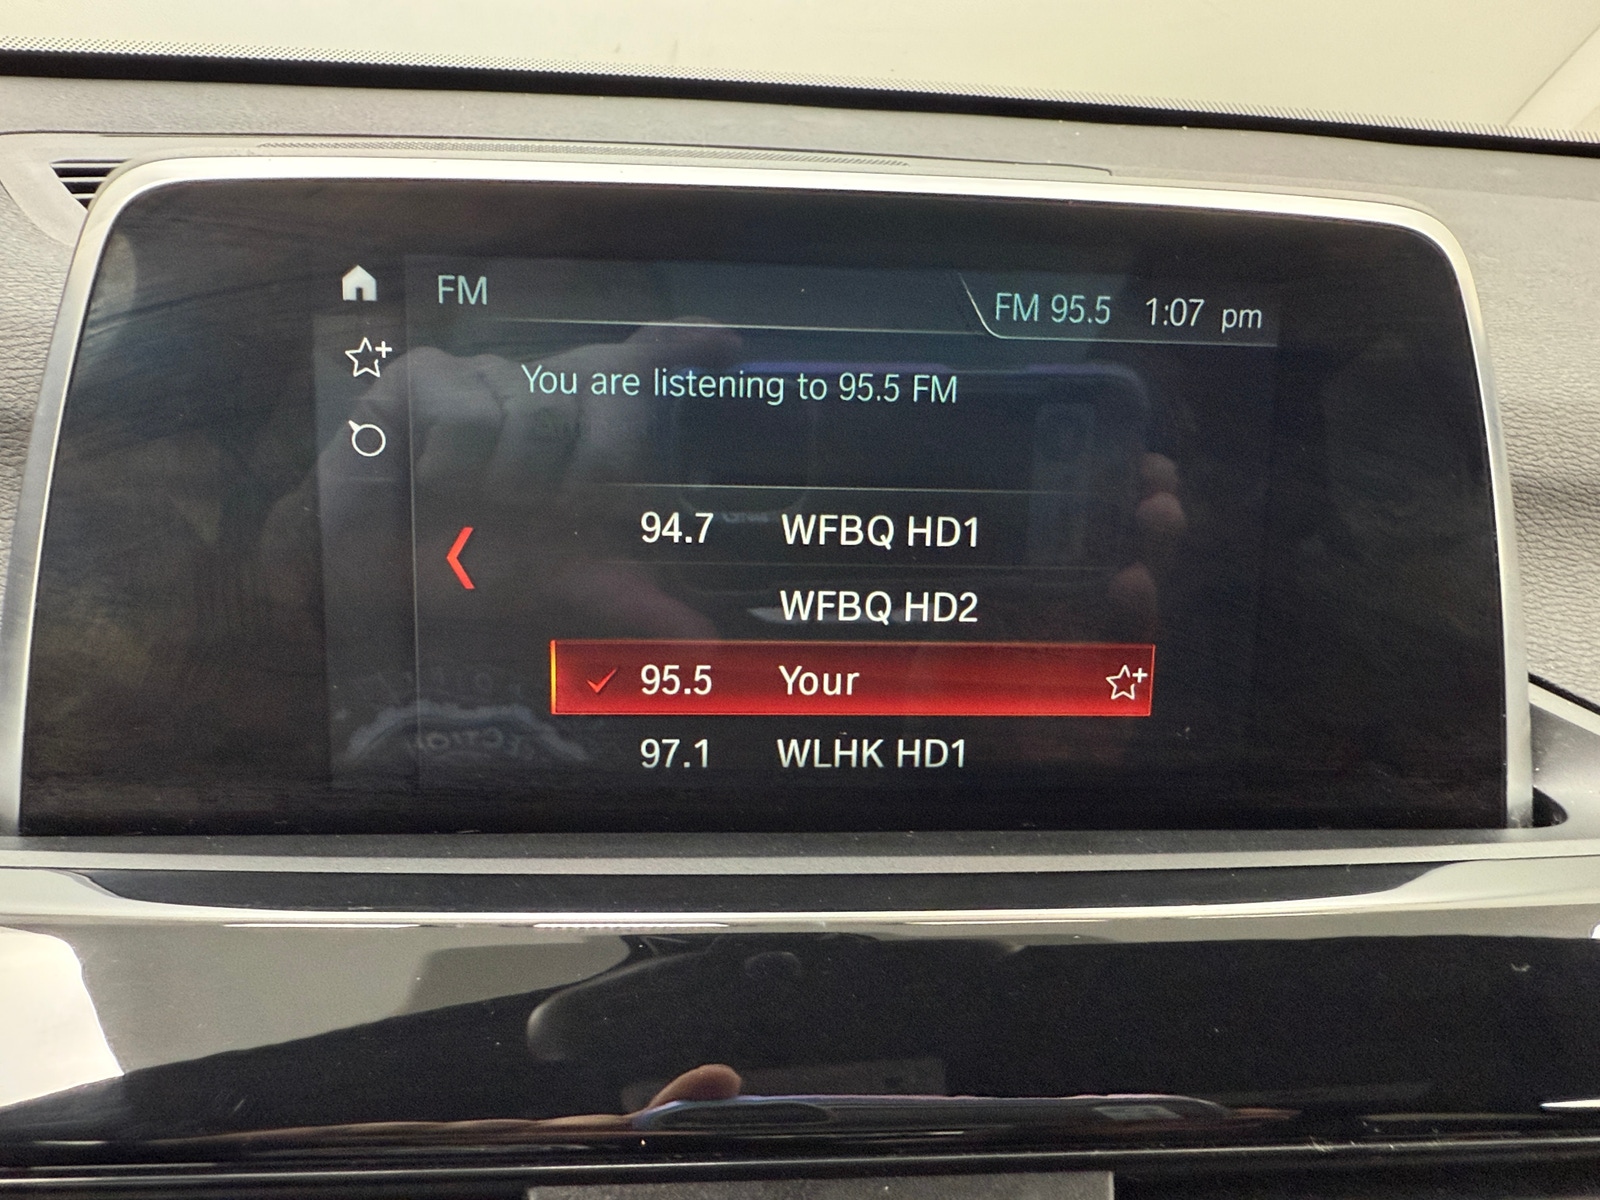 FM
FM 95.5 1:07 pm
You are listening to 95.5 FM
94.7 WFBQ HD1
WFBQ HD2
95.5 Your
97.1 WLHK HD1